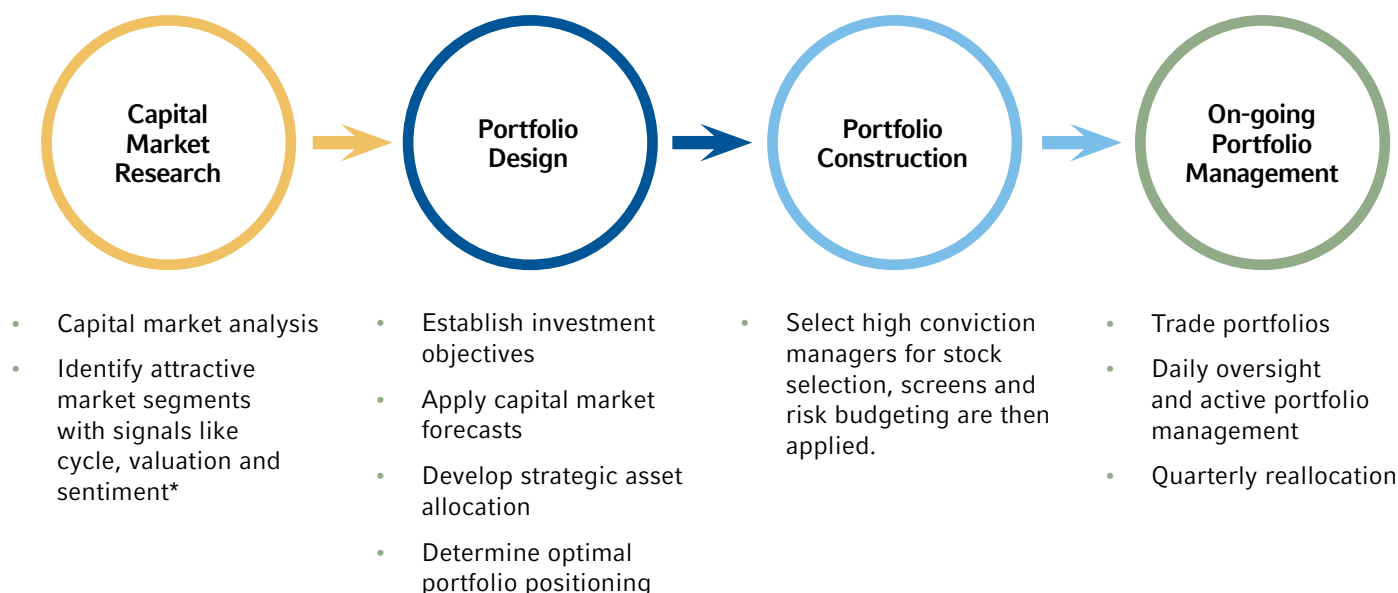 Capital
Market
Research
Portfolio
Design
Portfolio
Construction
On-going
Portfolio
Management
• Capital market analysis
• Identify attractive
market segments
with signals like
cycle, valuation and
sentiment*
• Establish investment
objectives
• Apply capital market
forecasts
• Develop strategic asset
allocation
• Determine optimal
portfolio positioning
• Select high conviction
managers for stock
selection, screens and
risk budgeting are then
applied.
• Trade portfolios
• Daily oversight
and active portfolio
management
• Quarterly reallocation